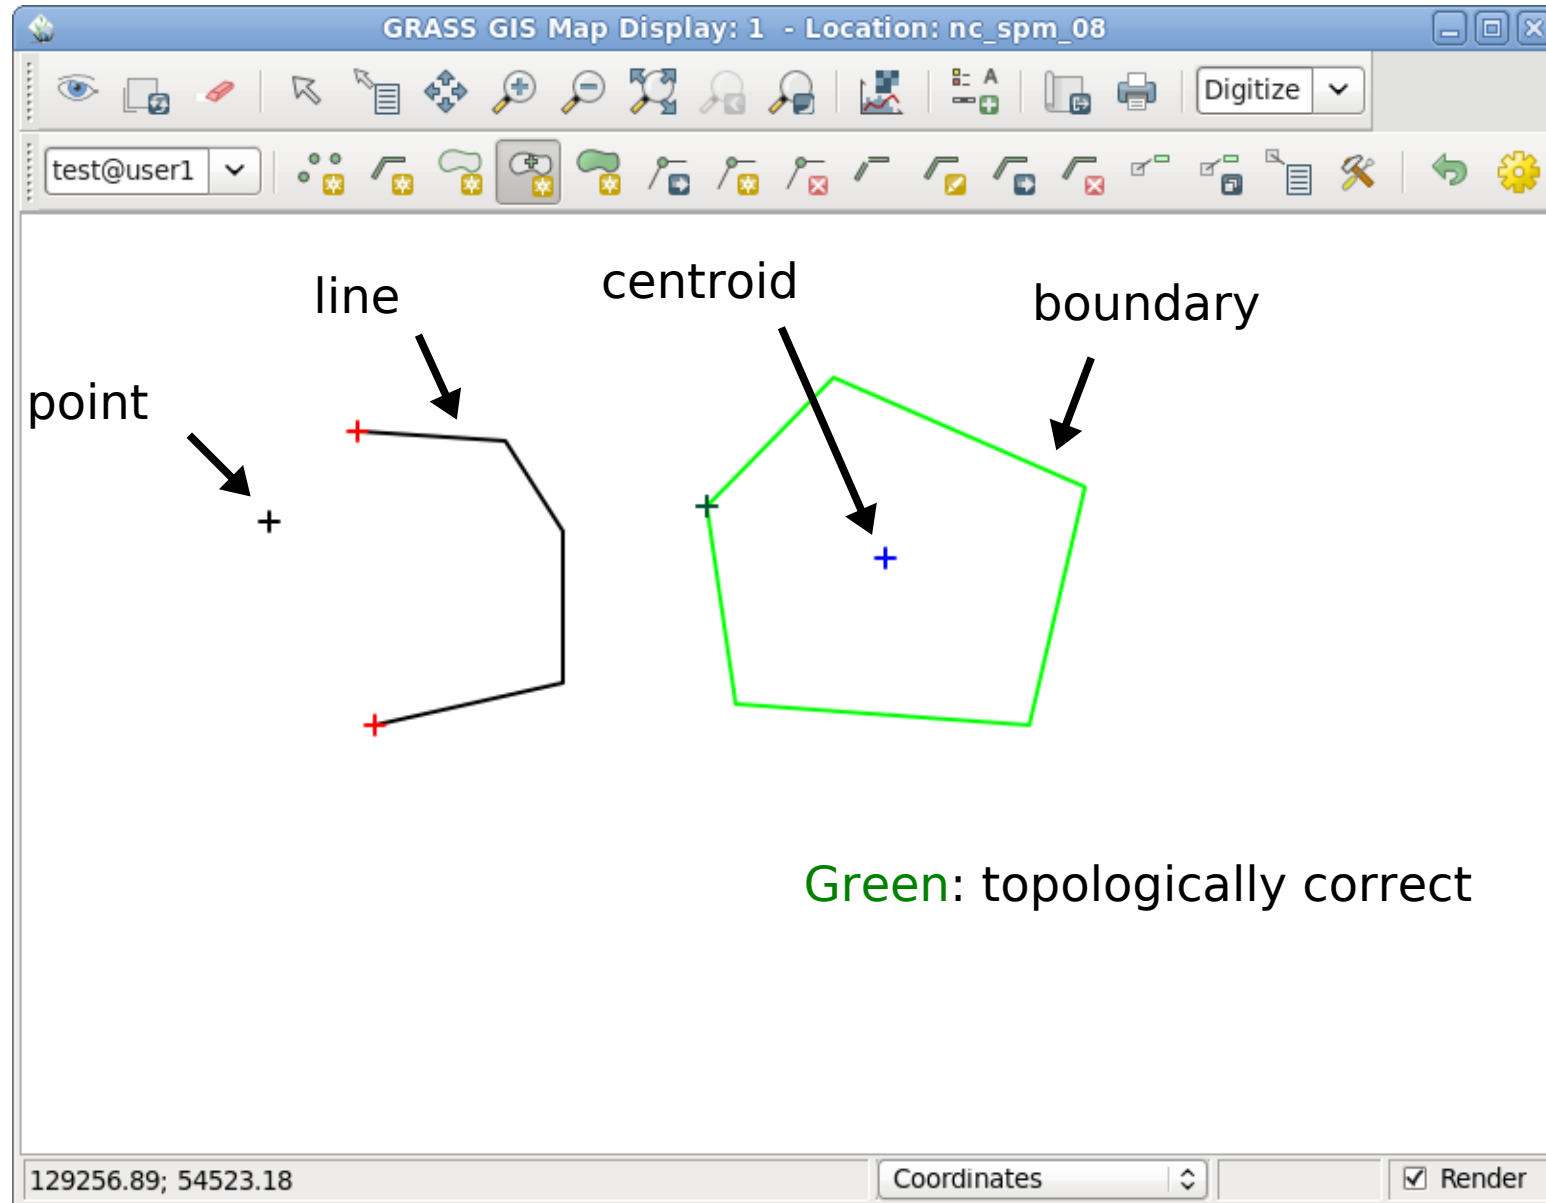 GRASS GIS Map Display: 1 - Location: nc_spm_08
Digitize
test@user1
line
centroid
boundary
point
Green: topologically correct
129256.89; 54523.18
Coordinates
Render